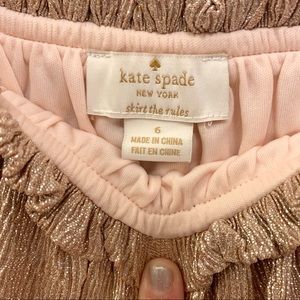 kate spade
NEW YORK
skirt the rules
6
MADE IN CHINA
FAIT EN CHINE